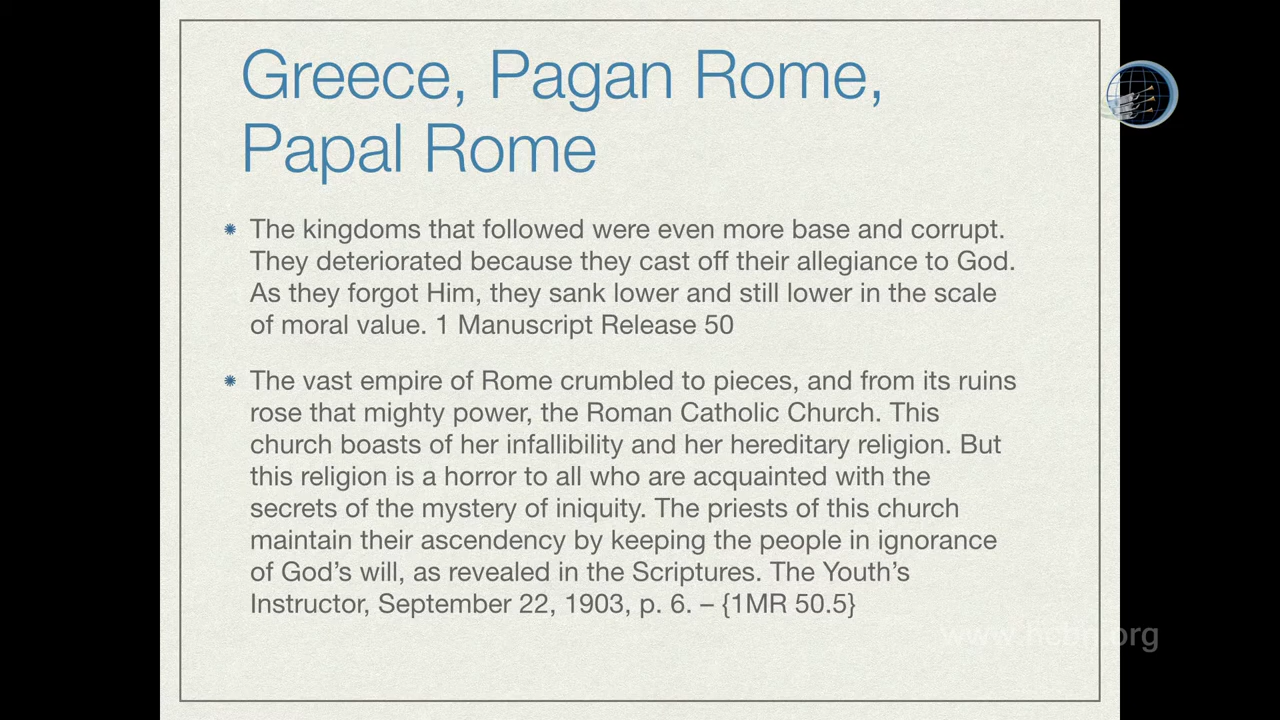 Greece, Pagan Rome,
Papal Rome
The kingdoms that followed were even more base and corrupt.
They deteriorated because they cast off their allegiance to God.
As they forgot Him, they sank lower and still lower in the scale
of moral value. 1 Manuscript Release 50
The vast empire of Rome crumbled to pieces, and from its ruins
rose that mighty power, the Roman Catholic Church. This
church boasts of her infallibility and her hereditary religion. But
this religion is a horror to all who are acquainted with the
secrets of the mystery of iniquity. The priests of this church
maintain their ascendency by keeping the people in ignorance
of God’s will, as revealed in the Scriptures. The Youth’s
Instructor, September 22, 1903, p. 6. – {1MR 50.5}
www.hcbn.org